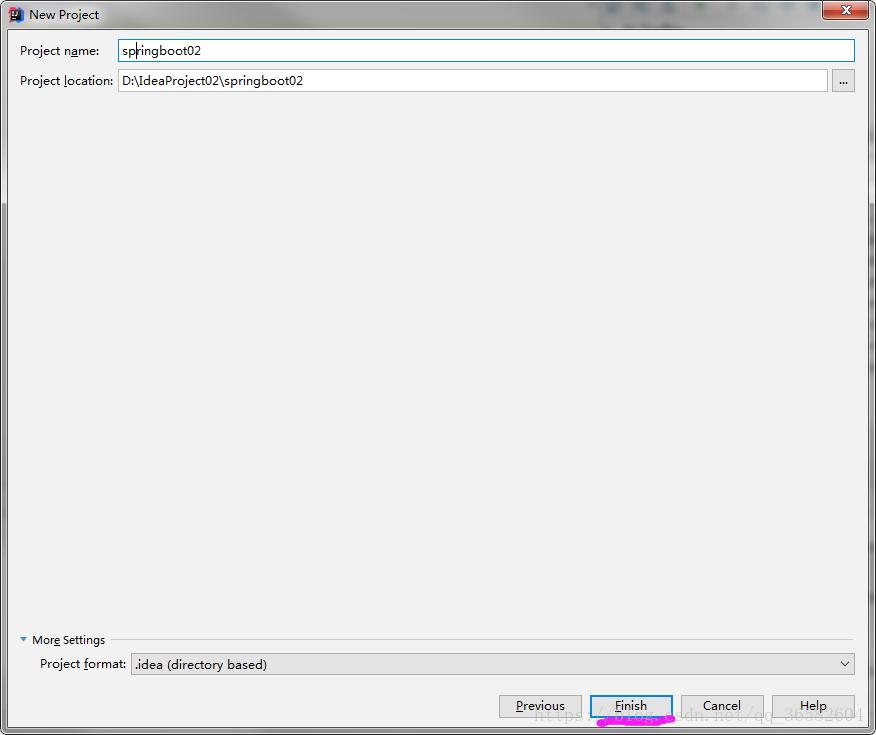 New Project
Project name: springboot02
Project location: D:\IdeaProject02\springboot02 ...
More Settings
Project format: .idea (directory based)
Previous Finish Cancel Help
https://blog.csdn.net/qq_36582604